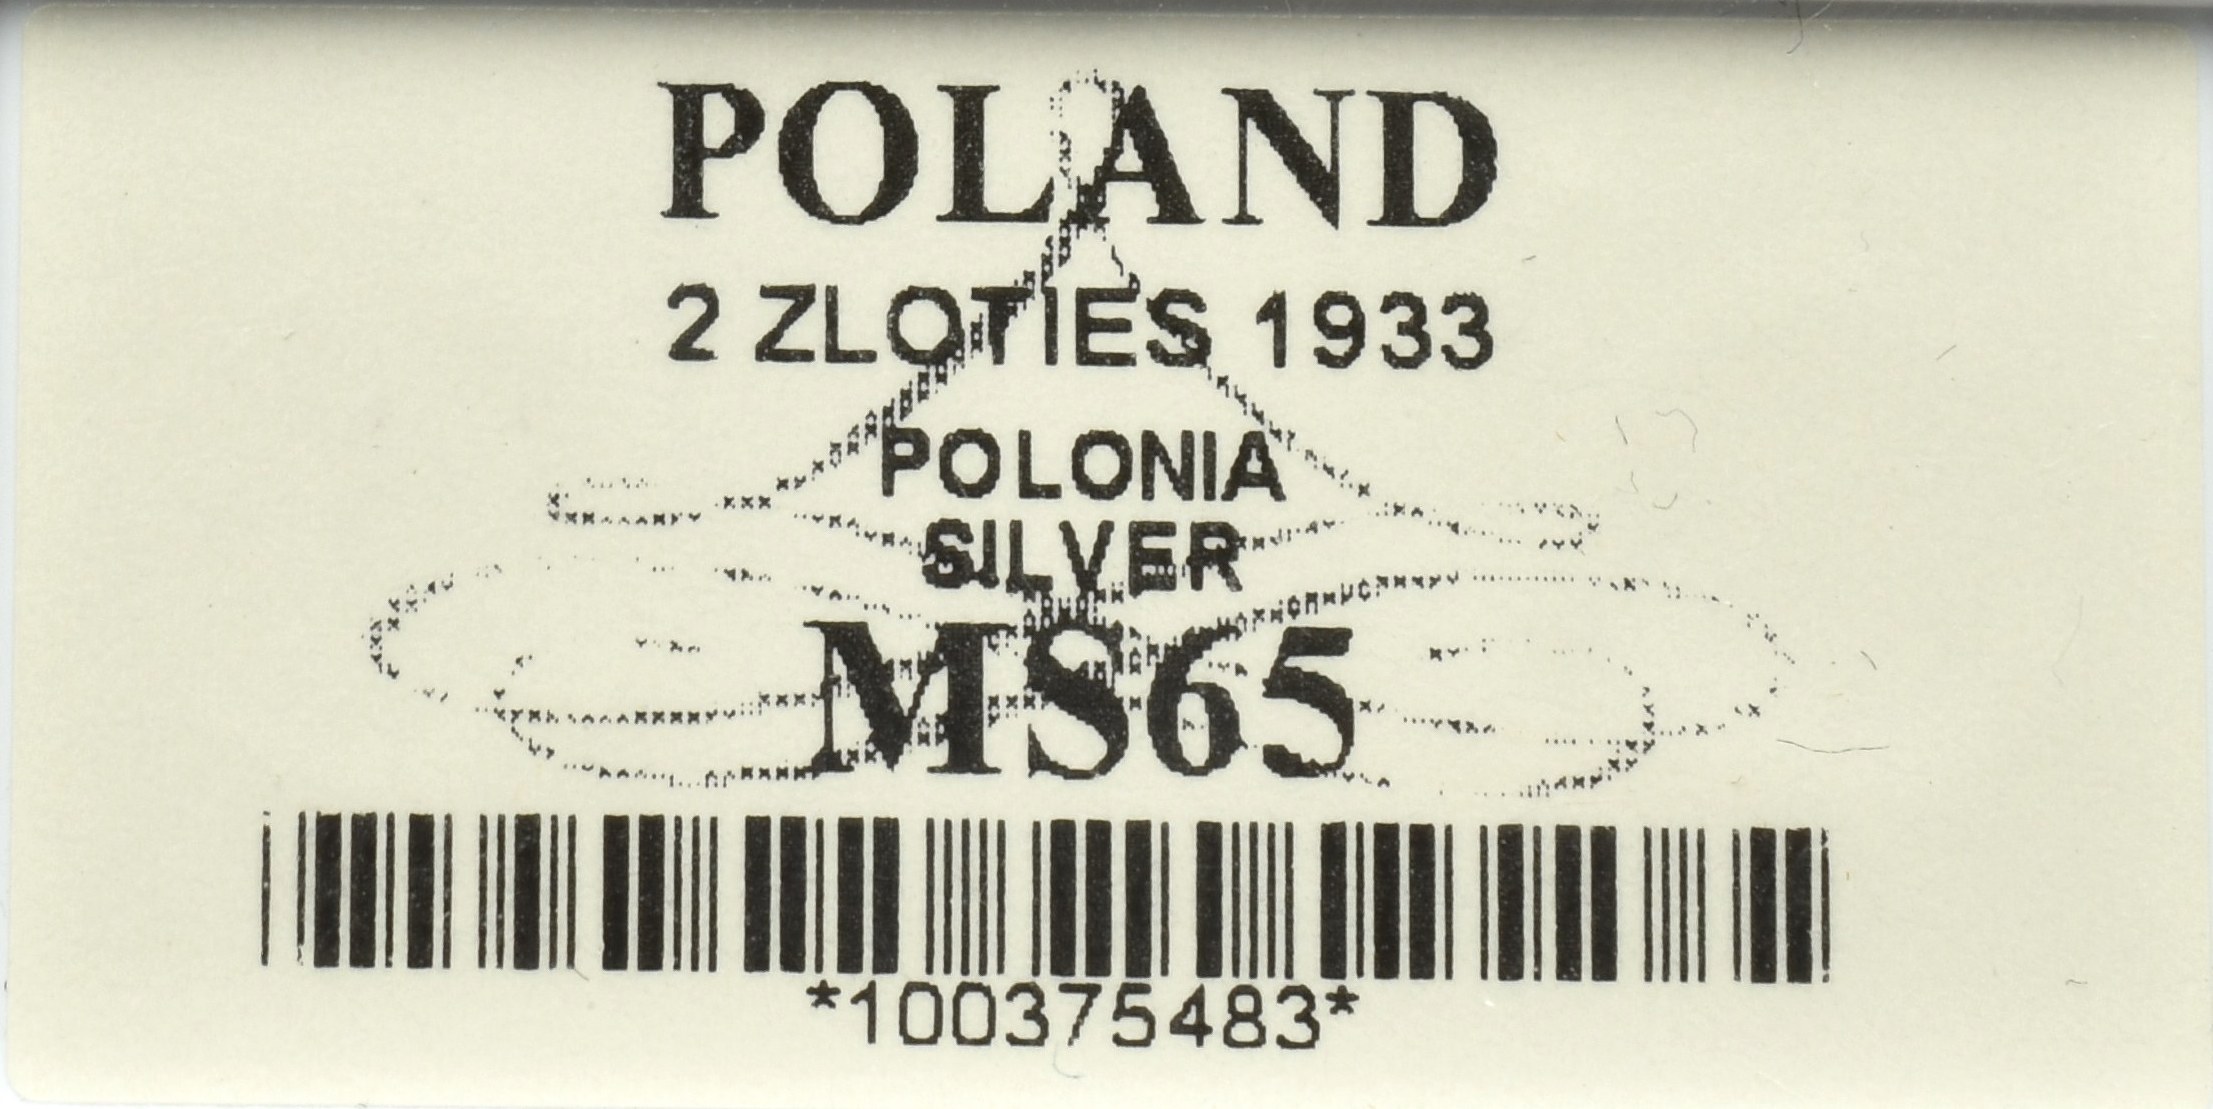 POLAND
2 ZLOTIES 1933
POLONIA
SILVER
MS65
*100375483*